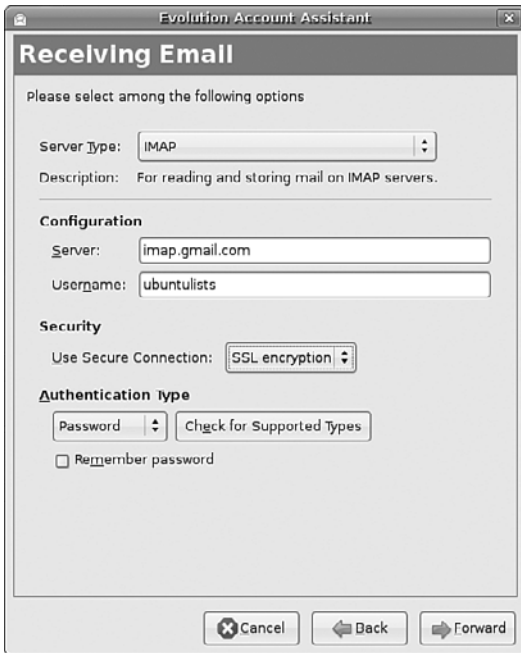 Evolution Account Assistant
Receiving Email
Please select among the following options
Server Type: IMAP
Description: For reading and storing mail on IMAP servers.
Configuration
Server: imap.gmail.com
Username: ubuntulists
Security
Use Secure Connection: SSL encryption
Authentication Type
Password Check for Supported Types
Remember password
Cancel Back Forward